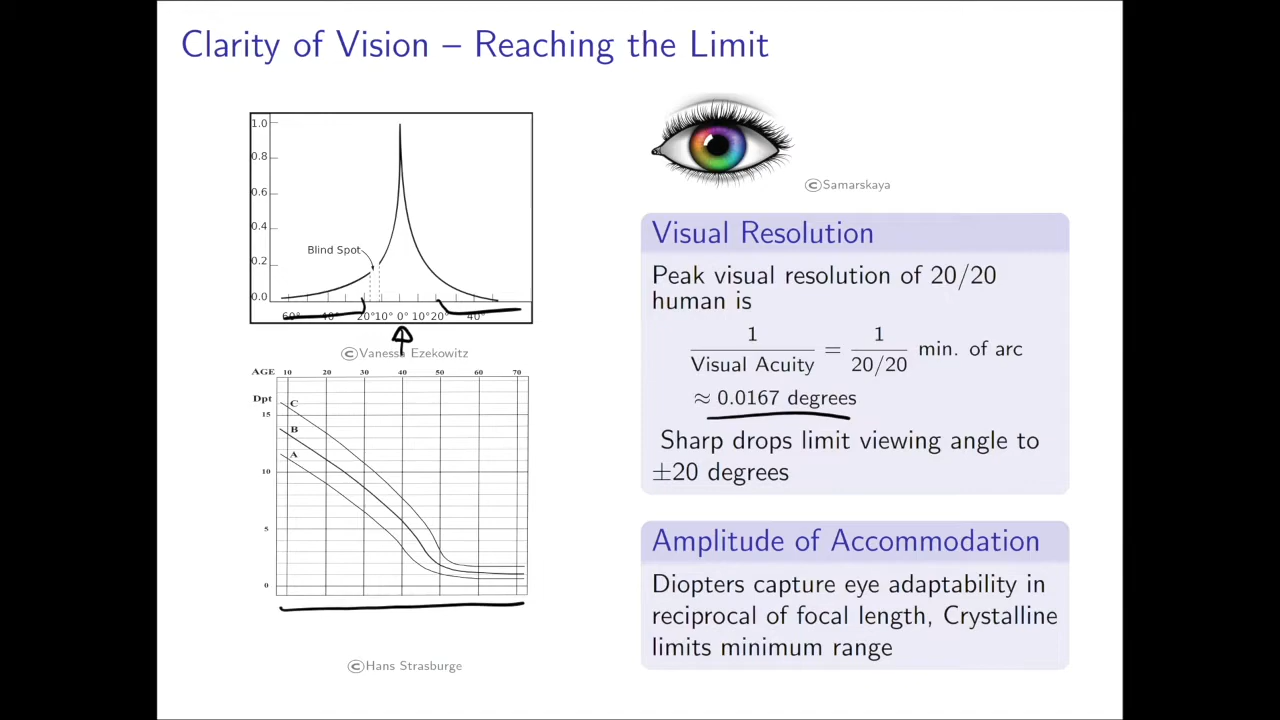 Clarity of Vision – Reaching the Limit
1.0
0.8
0.6
0.4
0.2
0.0
Blind Spot
60° 40° 20° 10° 0° 10° 20° 40°
©Vanessa Ezekowitz
AGE 10 20 30 40 50 60 70
Dpt
C
15
B
A
10
5
0
©Hans Strasburge
©Samarskaya
Visual Resolution
Peak visual resolution of 20/20
human is
1 / Visual Acuity = 1 / 20/20 min. of arc
≈ 0.0167 degrees
Sharp drops limit viewing angle to
±20 degrees
Amplitude of Accommodation
Diopters capture eye adaptability in
reciprocal of focal length, Crystalline
limits minimum range